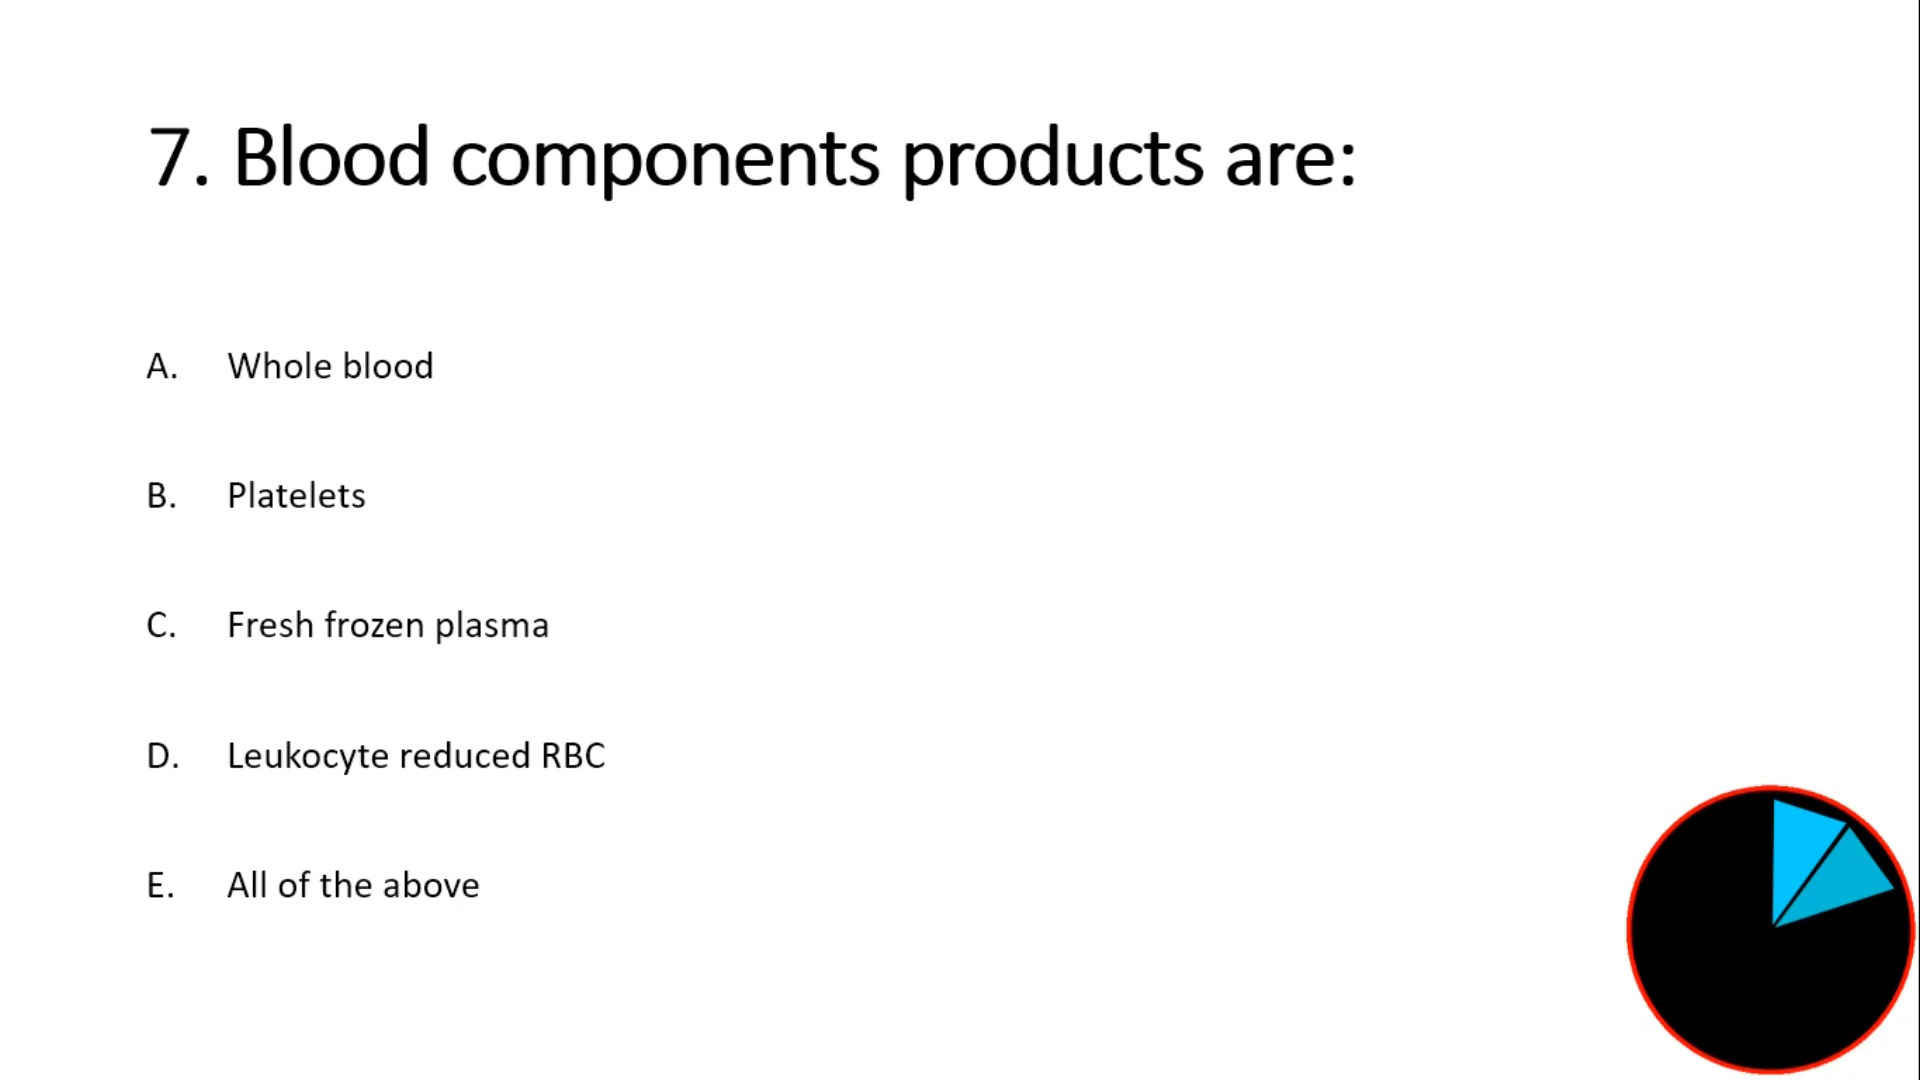 7. Blood components products are:
A. Whole blood
B. Platelets
C. Fresh frozen plasma
D. Leukocyte reduced RBC
E. All of the above